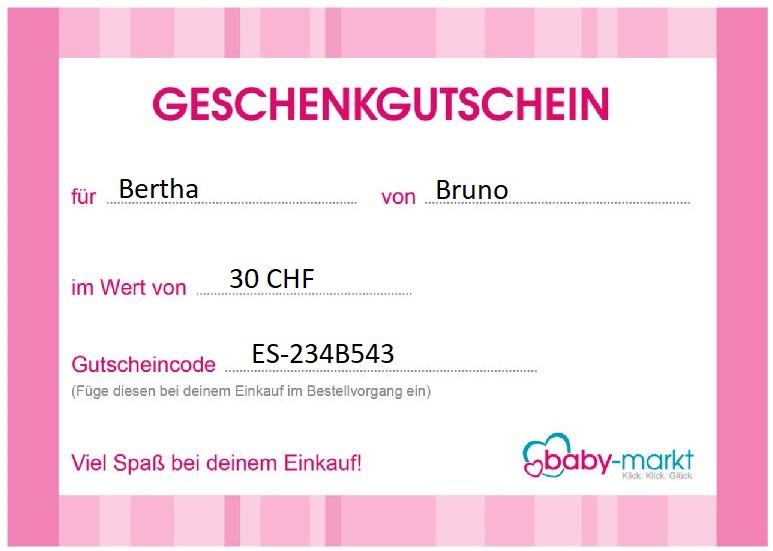 GESCHENKGUTSCHEIN
für Bertha von Bruno
im Wert von 30 CHF
Gutscheincode ES-234B543
(Füge diesen bei deinem Einkauf im Bestellvorgang ein)
Viel Spaß bei deinem Einkauf!
baby-markt
Klick. Klick. Glück.